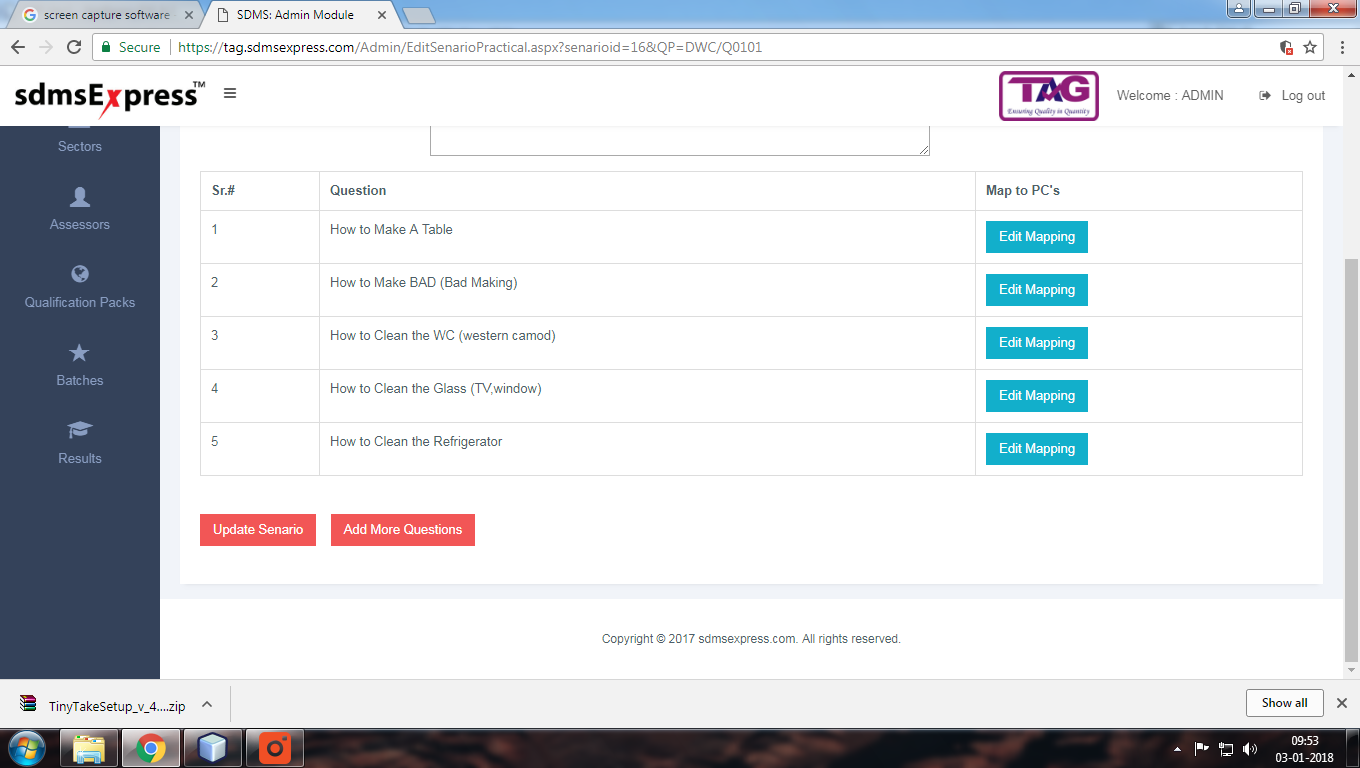 screen capture software
SDMS: Admin Module
Secure
https://tag.sdmsexpress.com/Admin/EditSenarioPractical.aspx?senarioid=16&QP=DWC/Q0101
sdmsExpress™
TAG
Ensuring Quality in Quantity
Welcome : ADMIN
Log out
Sectors
Assessors
Qualification Packs
Batches
Results
Sr.# Question Map to PC's
1 How to Make A Table Edit Mapping
2 How to Make BAD (Bad Making) Edit Mapping
3 How to Clean the WC (western camod) Edit Mapping
4 How to Clean the Glass (TV,window) Edit Mapping
5 How to Clean the Refrigerator Edit Mapping
Update Senario Add More Questions
Copyright © 2017 sdmsexpress.com. All rights reserved.
TinyTakeSetup_v_4....zip
Show all
09:53
03-01-2018